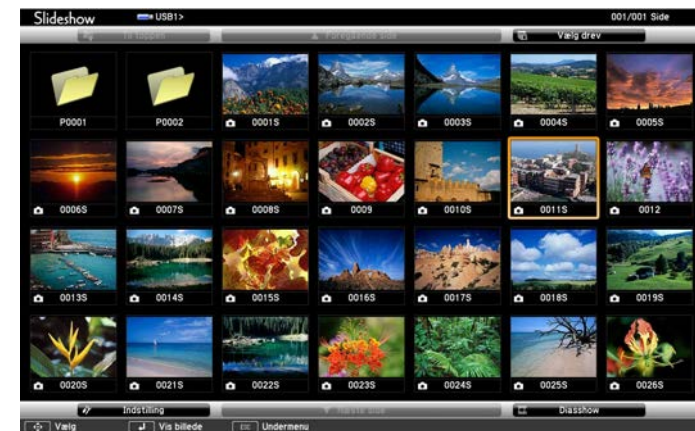 Slideshow USB1> 001/001 Side
Til toppen Foregående side Vælg drev
P0001 P0002 0001S 0002S 0003S 0004S 0005S
0006S 0007S 0008S 0009 0010S 0011S 0012
0013S 0014S 0015S 0016S 0017S 0018S 0019S
0020S 0021S 0022S 0023S 0024S 0025S 0026S
Indstilling Næste side Diasshow
Vælg Vis billede Esc Undermenu